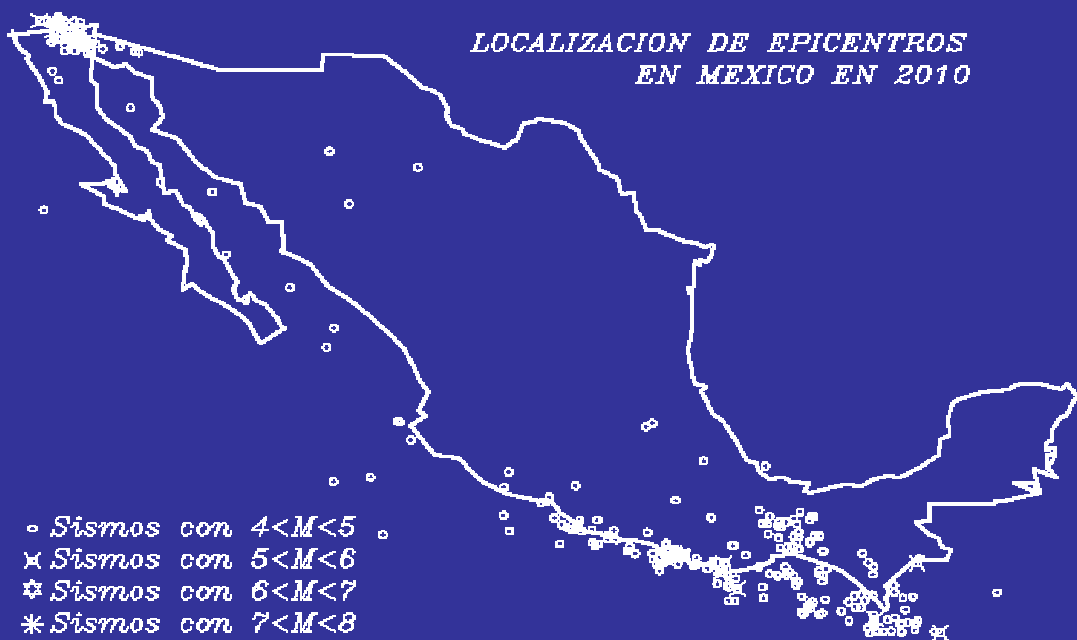 LOCALIZACION DE EPICENTROS
EN MEXICO EN 2010
Sismos con 4<M<5
Sismos con 5<M<6
Sismos con 6<M<7
Sismos con 7<M<8